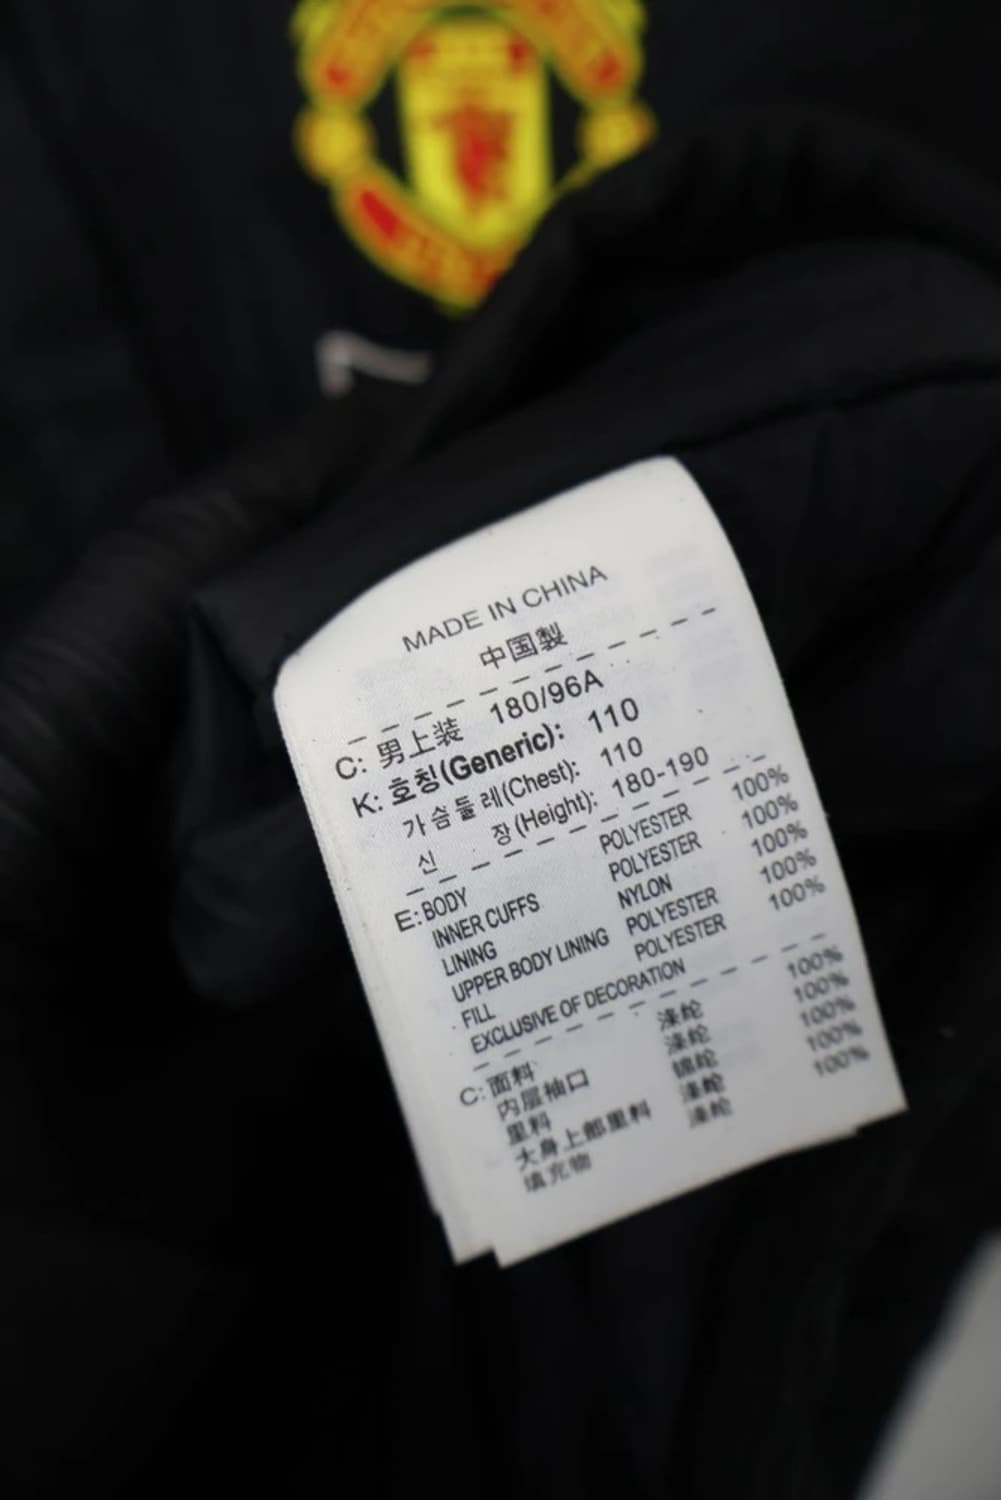 MADE IN CHINA
中国製
C: 男上装 180/96A
K: 호칭(Generic): 110
가슴둘레(Chest): 110
신 장(Height): 180-190
E: BODY POLYESTER 100%
INNER CUFFS POLYESTER 100%
LINING NYLON 100%
UPPER BODY LINING POLYESTER 100%
FILL POLYESTER 100%
EXCLUSIVE OF DECORATION
C: 面料 涤纶 100%
内层袖口 涤纶 100%
里料 锦纶 100%
大身上部里料 涤纶 100%
填充物 涤纶 100%